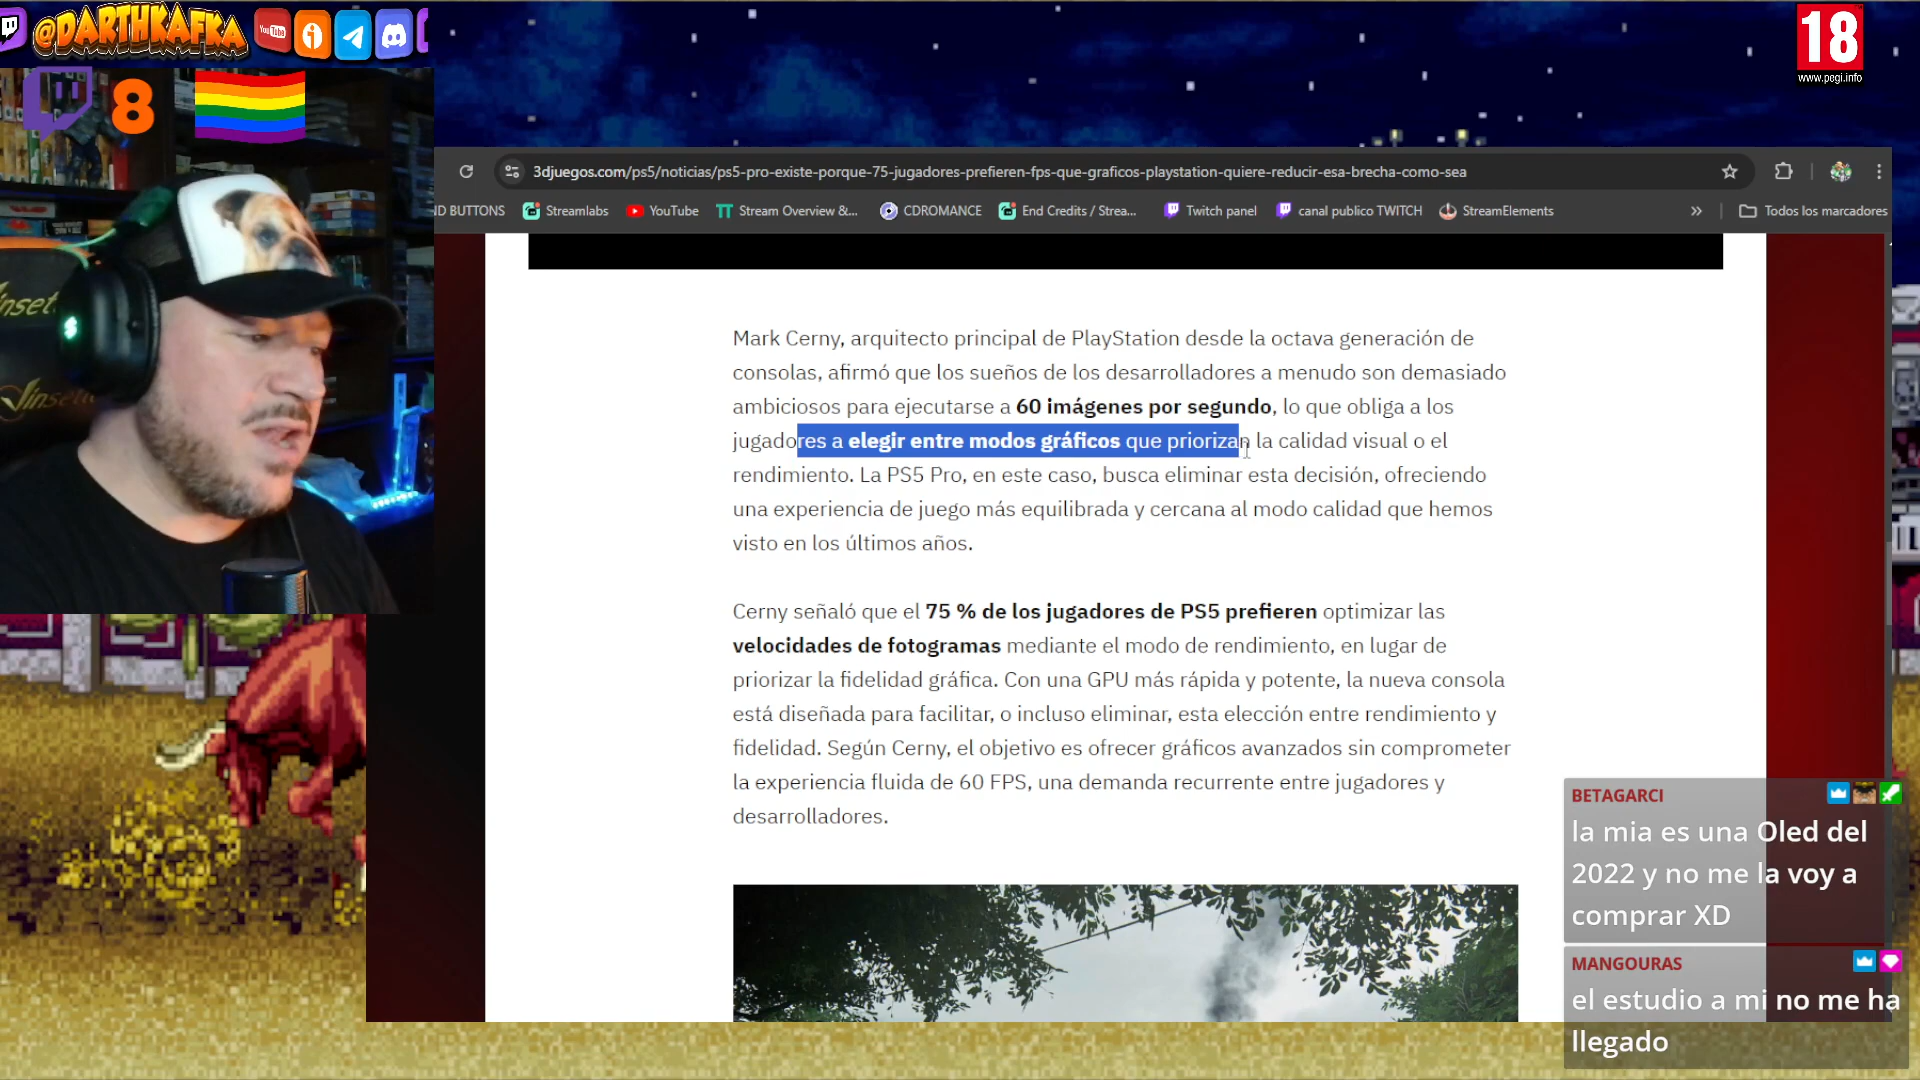 @DARTHKAFKA
YouTube
8
18
www.pegi.info
3djuegos.com/ps5/noticias/ps5-pro-existe-porque-75-jugadores-prefieren-fps-que-graficos-playstation-quiere-reducir-esa-brecha-como-sea
ND BUTTONS Streamlabs YouTube Stream Overview &... CDROMANCE End Credits / Strea... Twitch panel canal publico TWITCH StreamElements » Todos los marcadores
Mark Cerny, arquitecto principal de PlayStation desde la octava generación de
consolas, afirmó que los sueños de los desarrolladores a menudo son demasiado
ambiciosos para ejecutarse a 60 imágenes por segundo, lo que obliga a los
jugadores a elegir entre modos gráficos que priorizan la calidad visual o el
rendimiento. La PS5 Pro, en este caso, busca eliminar esta decisión, ofreciendo
una experiencia de juego más equilibrada y cercana al modo calidad que hemos
visto en los últimos años.
Cerny señaló que el 75 % de los jugadores de PS5 prefieren optimizar las
velocidades de fotogramas mediante el modo de rendimiento, en lugar de
priorizar la fidelidad gráfica. Con una GPU más rápida y potente, la nueva consola
está diseñada para facilitar, o incluso eliminar, esta elección entre rendimiento y
fidelidad. Según Cerny, el objetivo es ofrecer gráficos avanzados sin comprometer
la experiencia fluida de 60 FPS, una demanda recurrente entre jugadores y
desarrolladores.
BETAGARCI
la mia es una Oled del
2022 y no me la voy a
comprar XD
MANGOURAS
el estudio a mi no me ha
llegado